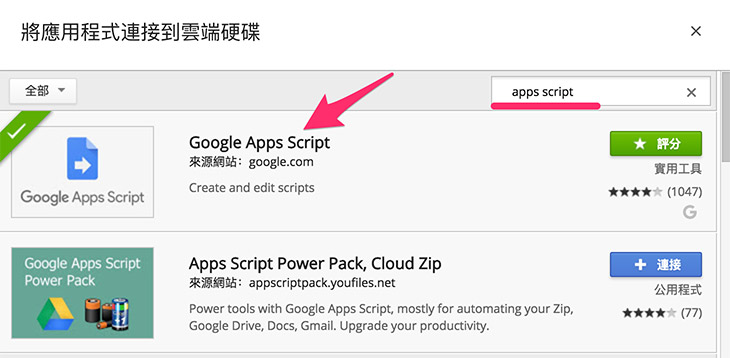 將應用程式連接到雲端硬碟
全部
apps script
Google Apps Script
Google Apps Script
來源網站：google.com
Create and edit scripts
評分
實用工具
(1047)
Google Apps Script
Power Pack
Apps Script Power Pack, Cloud Zip
來源網站：appscriptpack.youfiles.net
Power tools with Google Apps Script, mostly for automating your Zip,
Google Drive, Docs, Gmail. Upgrade your productivity.
連接
公用程式
(77)